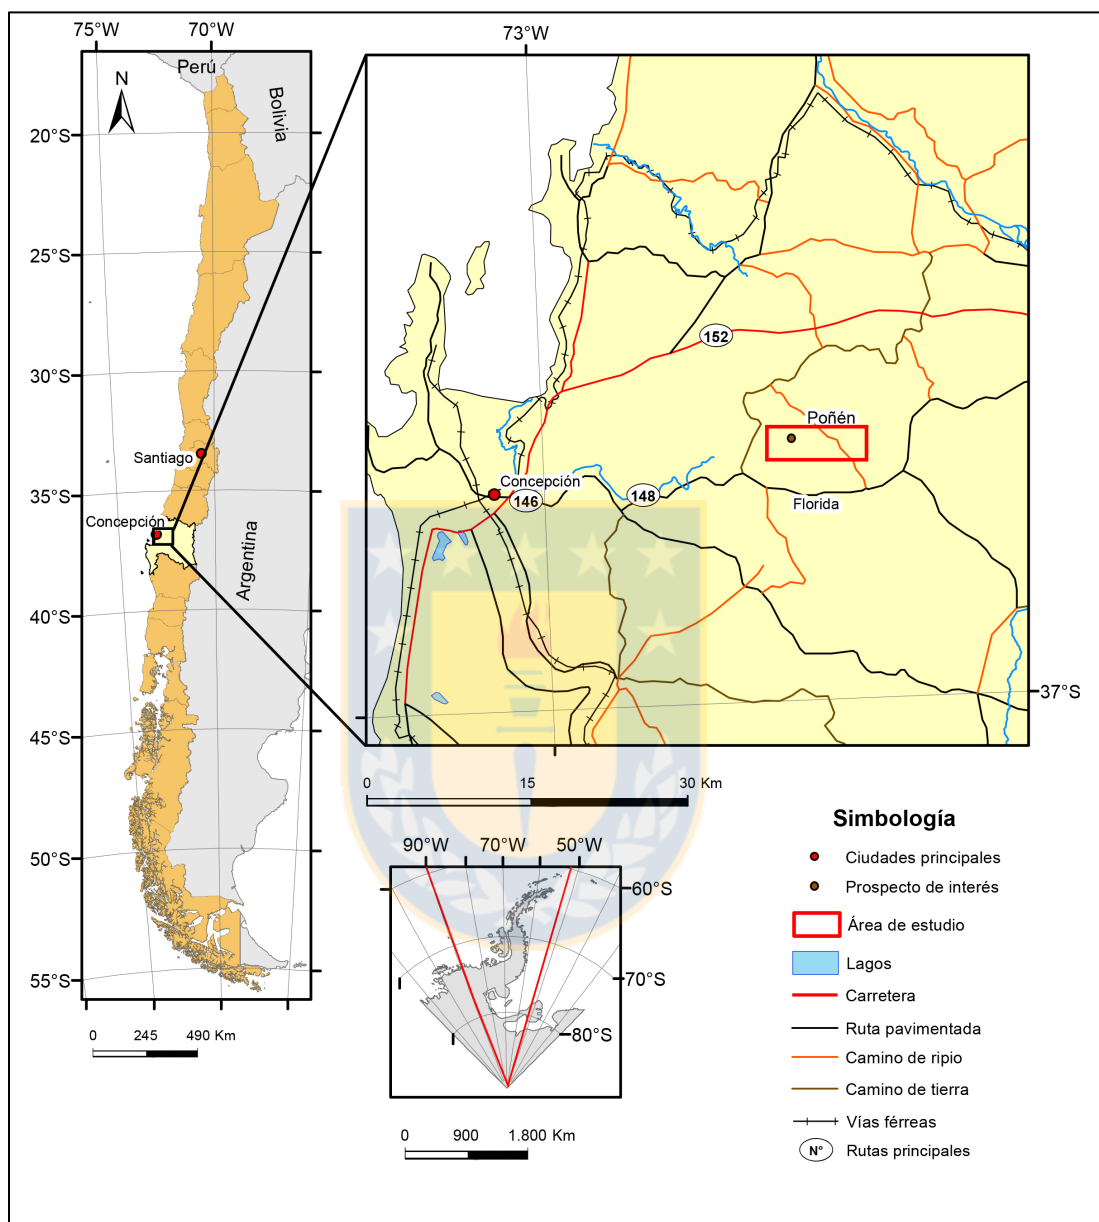 75°W
70°W
73°W
Perú
Bolivia
N
20°S
25°S
30°S
35°S
40°S
45°S
50°S
55°S
Santiago
Concepción
Argentina
152
Poñén
Concepción
146
148
Florida
37°S
0 15 30 Km
0 245 490 Km
90°W 70°W 50°W
60°S
70°S
80°S
0 900 1.800 Km
Simbología
Ciudades principales
Prospecto de interés
Área de estudio
Lagos
Carretera
Ruta pavimentada
Camino de ripio
Camino de tierra
Vías férreas
N° Rutas principales